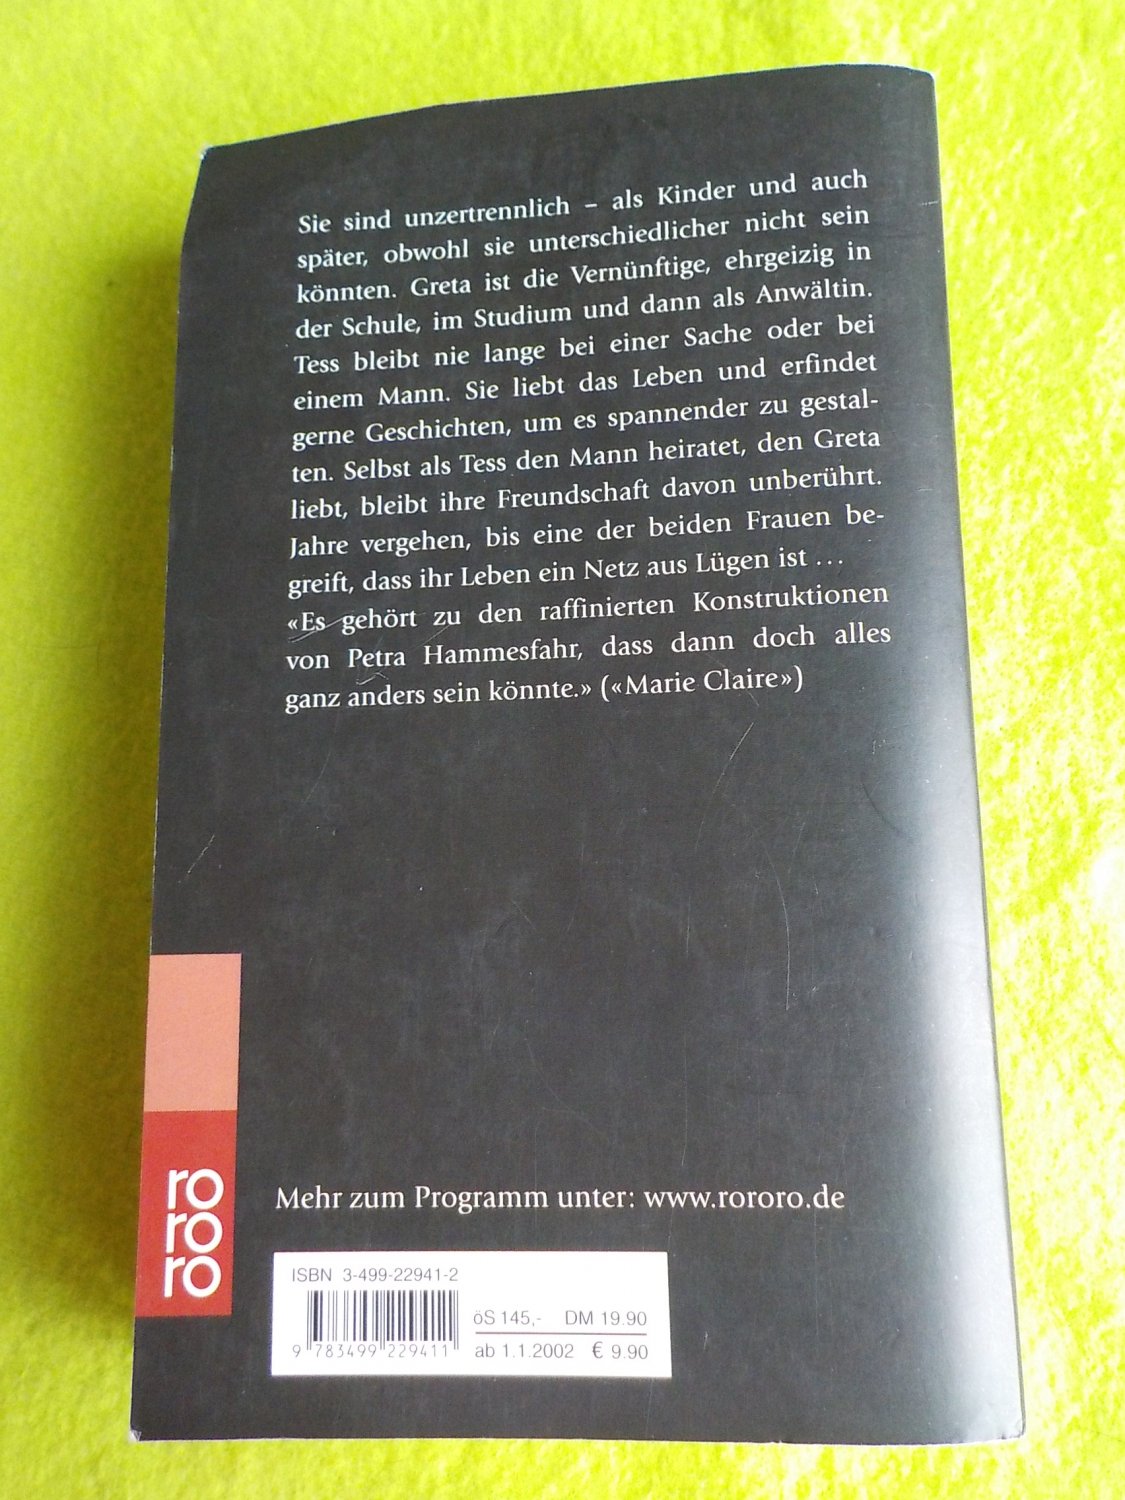 Sie sind unzertrennlich – als Kinder und auch
später, obwohl sie unterschiedlicher nicht sein
könnten. Greta ist die Vernünftige, ehrgeizig in
der Schule, im Studium und dann als Anwältin.
Tess bleibt nie lange bei einer Sache oder bei
einem Mann. Sie liebt das Leben und erfindet
gerne Geschichten, um es spannender zu gestal-
ten. Selbst als Tess den Mann heiratet, den Greta
liebt, bleibt ihre Freundschaft davon unberührt.
Jahre vergehen, bis eine der beiden Frauen be-
greift, dass ihr Leben ein Netz aus Lügen ist ...
«Es gehört zu den raffinierten Konstruktionen
von Petra Hammesfahr, dass dann doch alles
ganz anders sein könnte.» («Marie Claire»)
ro
ro
ro
Mehr zum Programm unter: www.rororo.de
ISBN 3-499-22941-2
öS 145,- DM 19.90
ab 1.1.2002 € 9.90
9 783499 229411